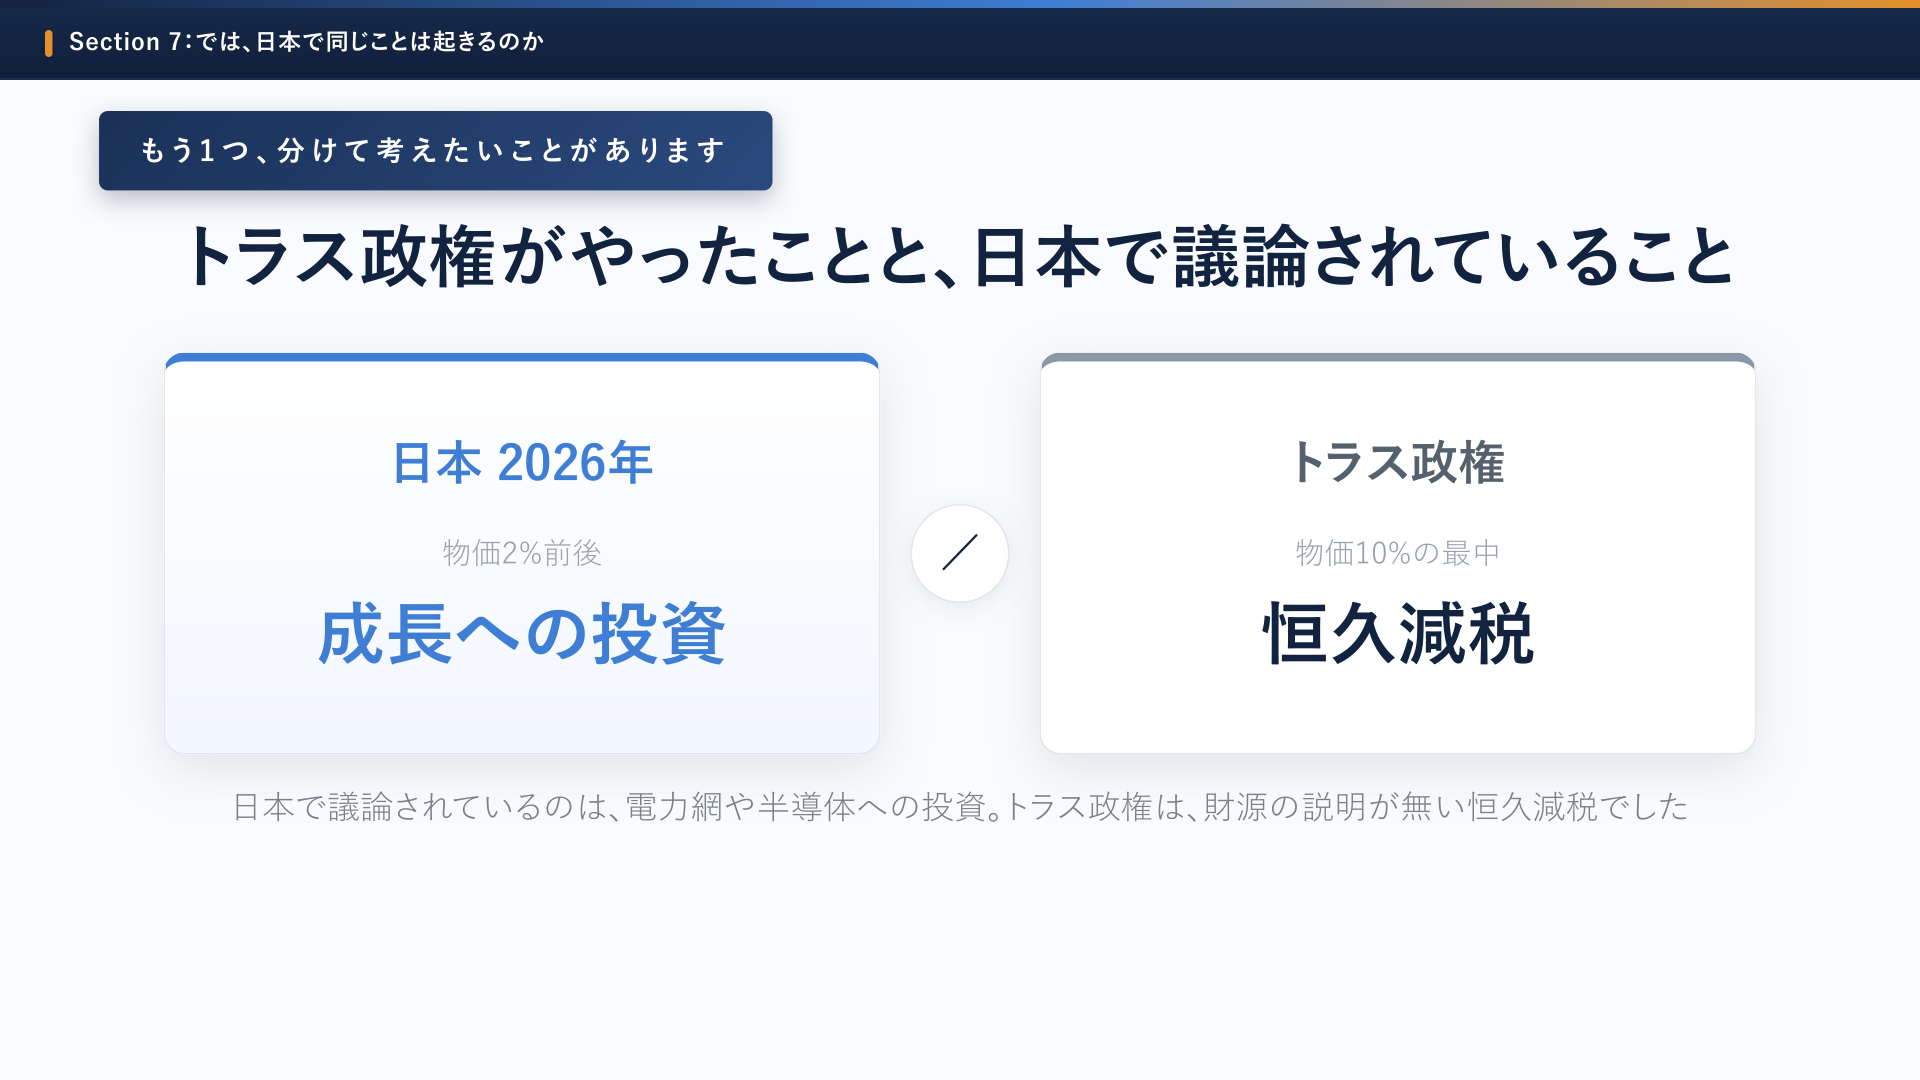 Section 7：では、日本で同じことは起きるのか
もう1つ、分けて考えたいことがあります
トラス政権がやったことと、日本で議論されていること
日本 2026年
物価2%前後
成長への投資
／
トラス政権
物価10%の最中
恒久減税
日本で議論されているのは、電力網や半導体への投資。トラス政権は、財源の説明が無い恒久減税でした